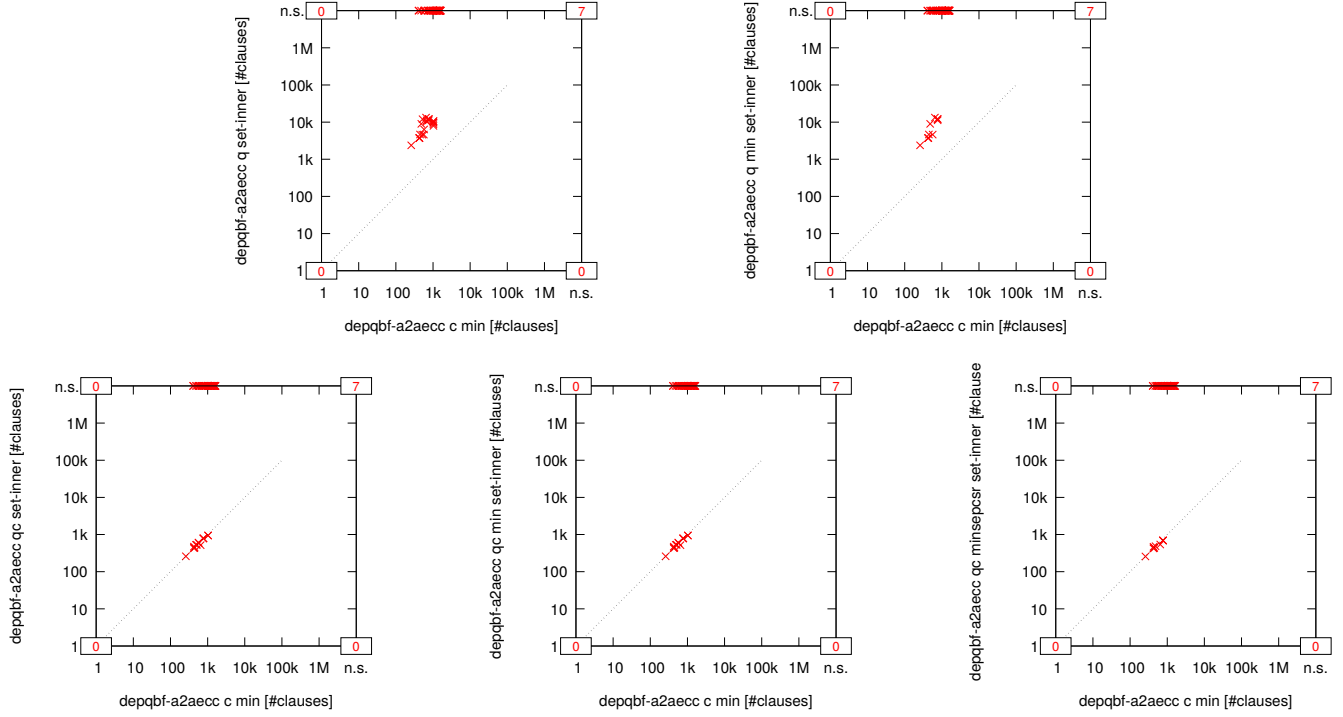 depqbf-a2aecc q set-inner [#clauses]
n.s.
1M
100k
10k
1k
100
10
1
0
7
0
0
1 10 100 1k 10k 100k 1M n.s.
depqbf-a2aecc c min [#clauses]
depqbf-a2aecc q min set-inner [#clauses]
n.s.
1M
100k
10k
1k
100
10
1
0
7
0
0
1 10 100 1k 10k 100k 1M n.s.
depqbf-a2aecc c min [#clauses]
depqbf-a2aecc qc set-inner [#clauses]
n.s.
1M
100k
10k
1k
100
10
1
0
7
0
0
1 10 100 1k 10k 100k 1M n.s.
depqbf-a2aecc c min [#clauses]
depqbf-a2aecc qc min set-inner [#clauses]
n.s.
1M
100k
10k
1k
100
10
1
0
7
0
0
1 10 100 1k 10k 100k 1M n.s.
depqbf-a2aecc c min [#clauses]
depqbf-a2aecc qc minsepcsr set-inner [#clause
n.s.
1M
100k
10k
1k
100
10
1
0
7
0
0
1 10 100 1k 10k 100k 1M n.s.
depqbf-a2aecc c min [#clauses]